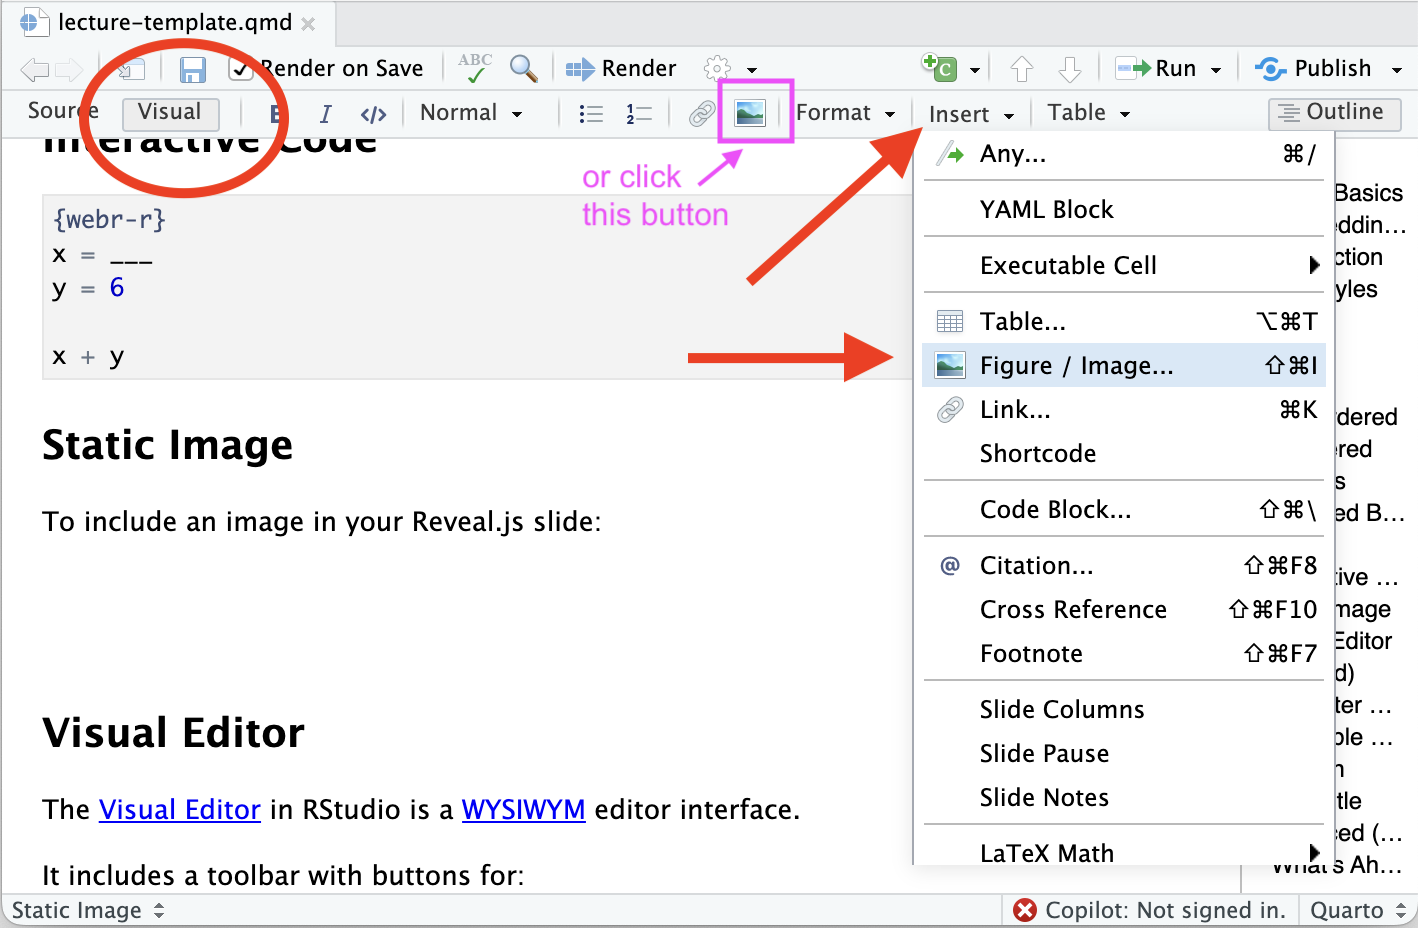 lecture-template.qmd
Render on Save
ABC
Render
C
Run
Publish
Source
Visual
B
I
</>
Normal
Format
Insert
Table
Outline
Interactive Code
{webr-r}
x = ___
y = 6
x + y
or click
this button
Static Image
To include an image in your Reveal.js slide:
Visual Editor
The Visual Editor in RStudio is a WYSIWYM editor interface.
It includes a toolbar with buttons for:
Any... ⌘/
YAML Block
Executable Cell
Table... ⌥⌘T
Figure / Image... ⇧⌘I
Link... ⌘K
Shortcode
Code Block... ⇧⌘\
@ Citation... ⇧⌘F8
Cross Reference ⇧⌘F10
Footnote ⇧⌘F7
Slide Columns
Slide Pause
Slide Notes
LaTeX Math
Basics
ddin...
ction
yles
dered
red
s
ed B...
tive ...
mage
Editor
d)
ter ...
ole ...
n
tle
ced (...
What's Ah...
Static Image
Copilot: Not signed in.
Quarto